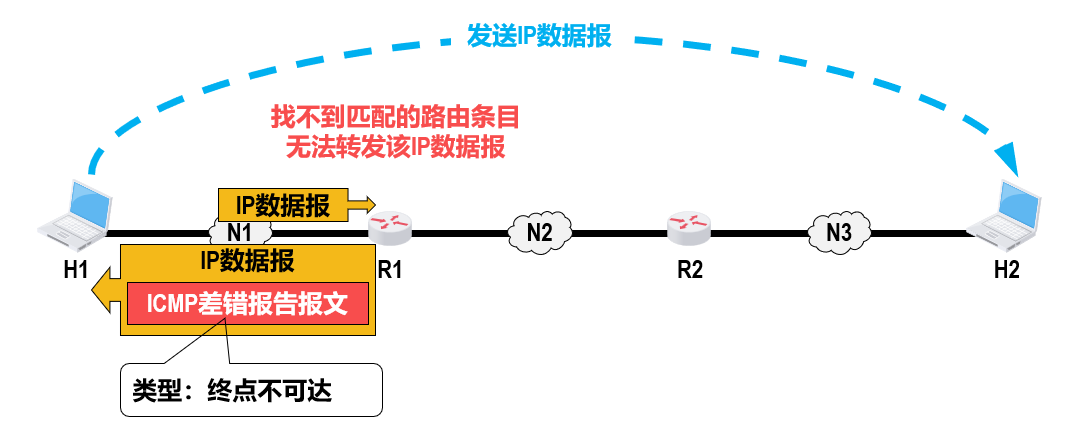 发送IP数据报
找不到匹配的路由条目
无法转发该IP数据报
IP数据报
N1
N2
N3
H1
R1
R2
H2
IP数据报
ICMP差错报告报文
类型：终点不可达